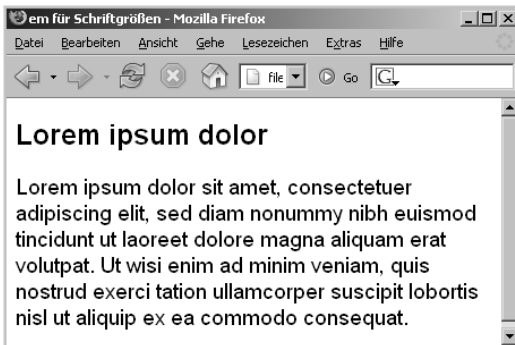 em für Schriftgrößen - Mozilla Firefox
Datei Bearbeiten Ansicht Gehe Lesezeichen Extras Hilfe
file Go G
Lorem ipsum dolor
Lorem ipsum dolor sit amet, consectetuer
adipiscing elit, sed diam nonummy nibh euismod
tincidunt ut laoreet dolore magna aliquam erat
volutpat. Ut wisi enim ad minim veniam, quis
nostrud exerci tation ullamcorper suscipit lobortis
nisl ut aliquip ex ea commodo consequat.